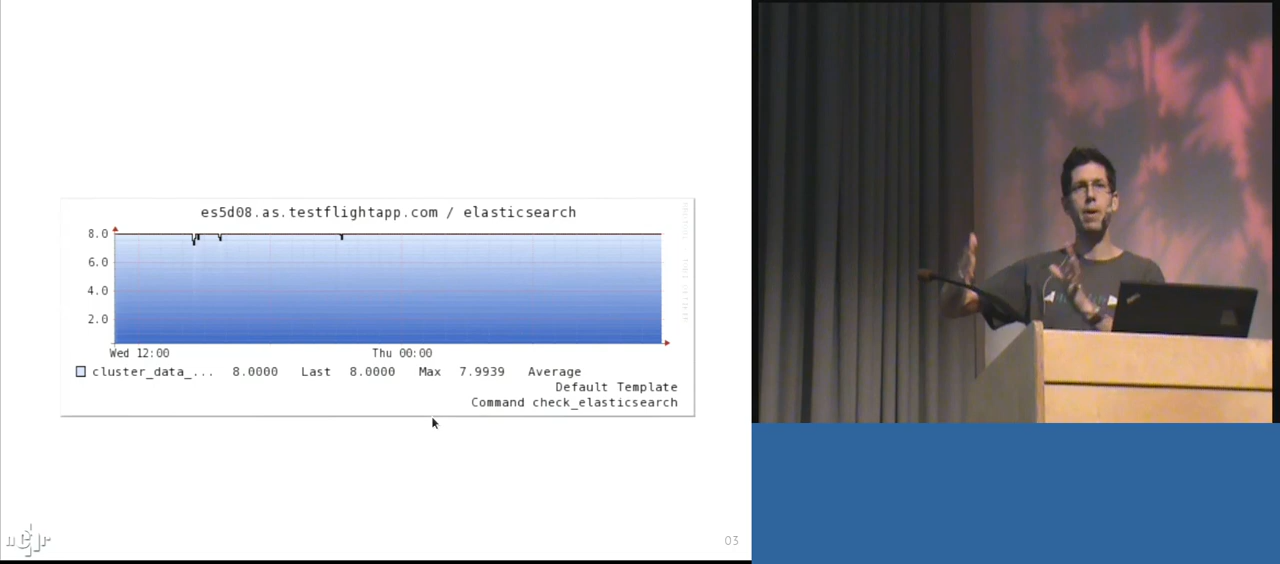 es5d08.as.testflightapp.com / elasticsearch
8.0
6.0
4.0
2.0
Wed 12:00 Thu 00:00
cluster_data_... 8.0000 Last 8.0000 Max 7.9939 Average
Default Template
Command check_elasticsearch
03